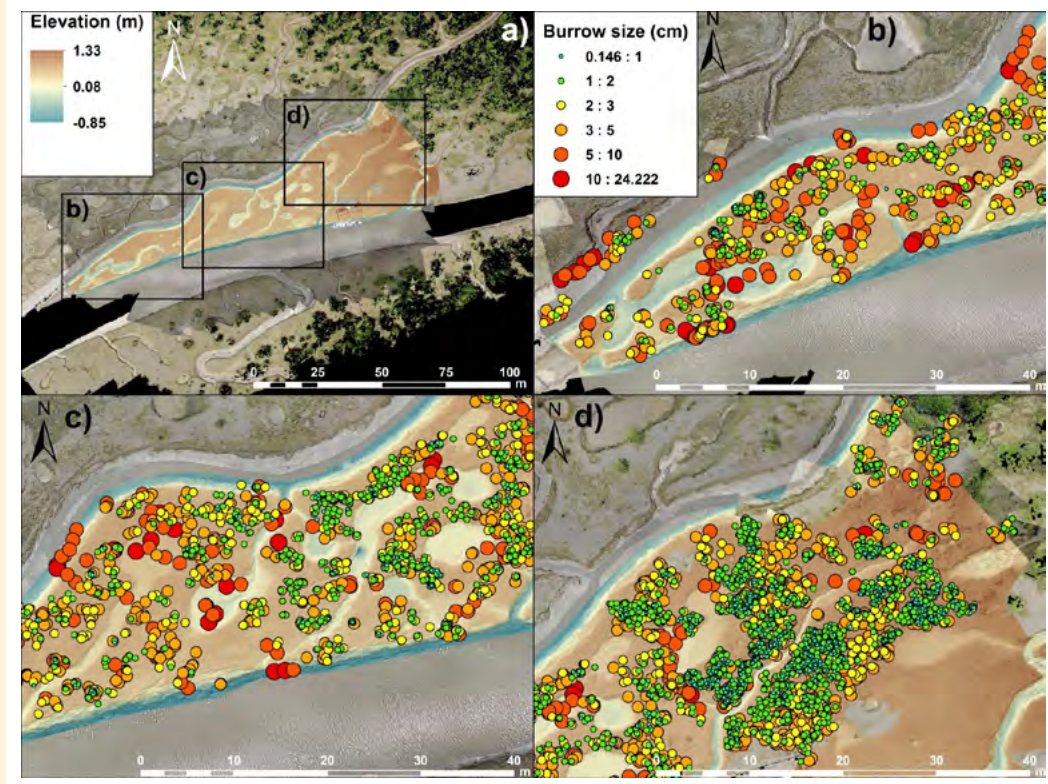 Elevation (m)
1.33
0.08
-0.85
N
a)
d)
c)
b)
0 25 50 75 100
m
N
b)
Burrow size (cm)
0.146 : 1
1 : 2
2 : 3
3 : 5
5 : 10
10 : 24.222
0 10 20 30 40
m
N
c)
0 10 20 30 40
m
N
d)
0 10 20 30 40
m